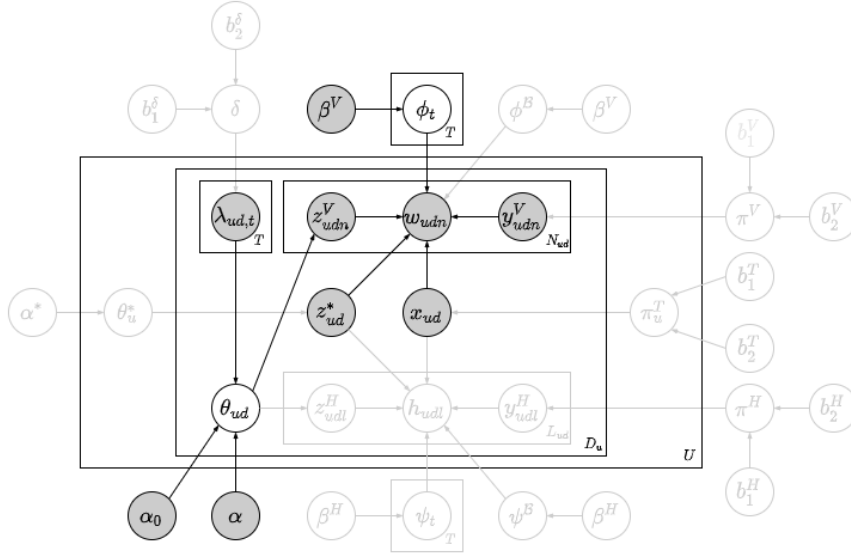 b_2^δ
b_1^δ δ β^V ϕ_t T ϕ^B β^V b_1^V
λ_{ud,t} T z_{udn}^V w_{udn} y_{udn}^V N_{ud} π^V b_2^V
b_1^T
α^* θ_u^* z_{ud}^* x_{ud} π_u^T
b_2^T
θ_{ud} z_{udl}^H h_{udl} y_{udl}^H L_{ud} π^H b_2^H
D_u U
b_1^H
α_0 α β^H ψ_t T ψ^B β^H